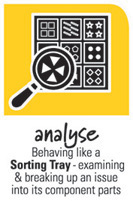 analyse
Behaving like a
Sorting Tray - examining
& breaking up an issue
into its component parts